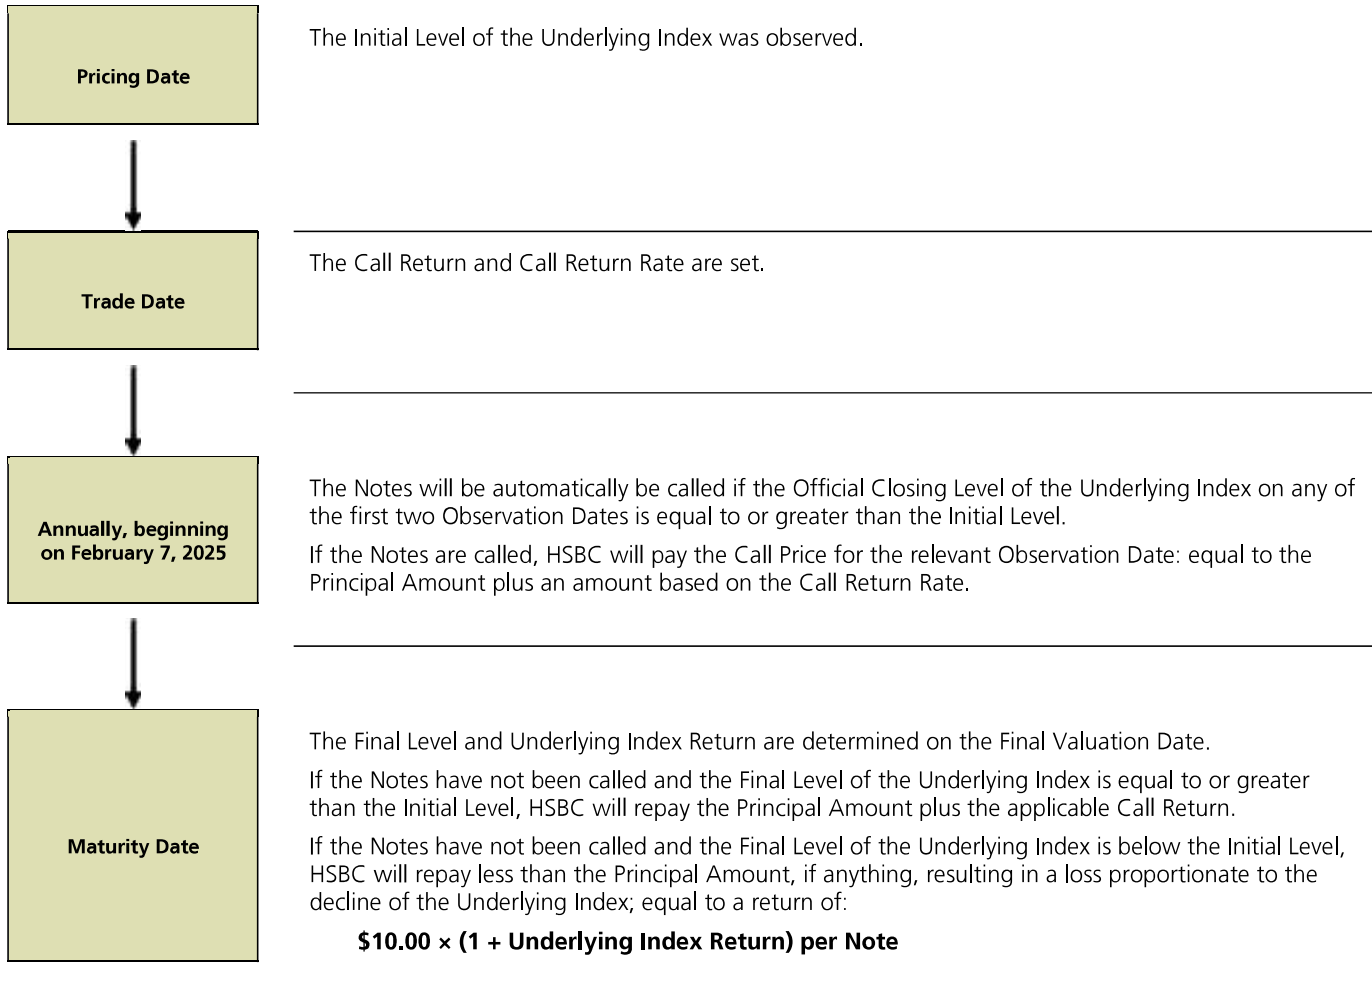 Pricing Date
The Initial Level of the Underlying Index was observed.
Trade Date
The Call Return and Call Return Rate are set.
Annually, beginning
on February 7, 2025
The Notes will be automatically be called if the Official Closing Level of the Underlying Index on any of
the first two Observation Dates is equal to or greater than the Initial Level.
If the Notes are called, HSBC will pay the Call Price for the relevant Observation Date: equal to the
Principal Amount plus an amount based on the Call Return Rate.
Maturity Date
The Final Level and Underlying Index Return are determined on the Final Valuation Date.
If the Notes have not been called and the Final Level of the Underlying Index is equal to or greater
than the Initial Level, HSBC will repay the Principal Amount plus the applicable Call Return.
If the Notes have not been called and the Final Level of the Underlying Index is below the Initial Level,
HSBC will repay less than the Principal Amount, if anything, resulting in a loss proportionate to the
decline of the Underlying Index; equal to a return of:
$10.00 × (1 + Underlying Index Return) per Note